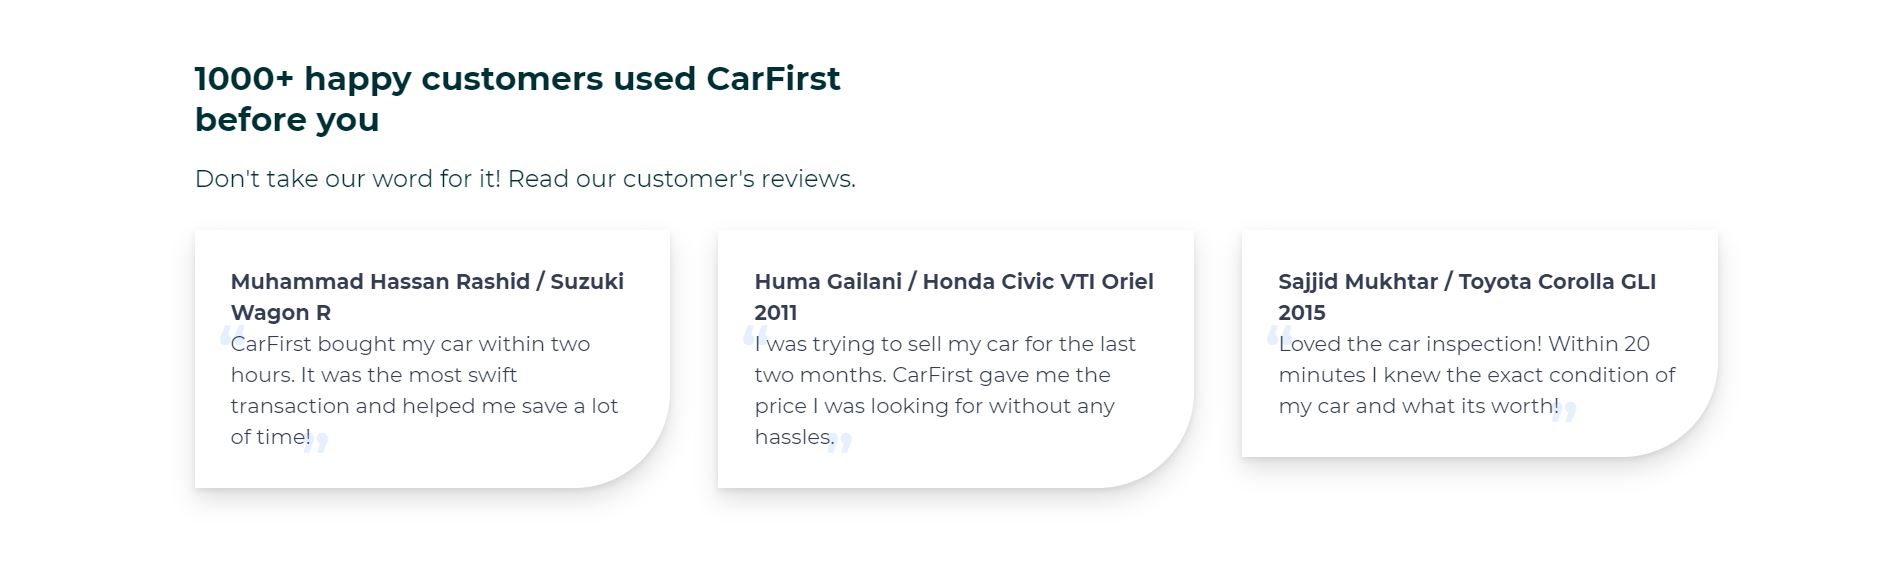 1000+ happy customers used CarFirst
before you
Don't take our word for it! Read our customer's reviews.
Muhammad Hassan Rashid / Suzuki
Wagon R
“CarFirst bought my car within two
hours. It was the most swift
transaction and helped me save a lot
of time!”
Huma Gailani / Honda Civic VTI Oriel
2011
“I was trying to sell my car for the last
two months. CarFirst gave me the
price I was looking for without any
hassles.”
Sajjid Mukhtar / Toyota Corolla GLI
2015
“Loved the car inspection! Within 20
minutes I knew the exact condition of
my car and what its worth!”